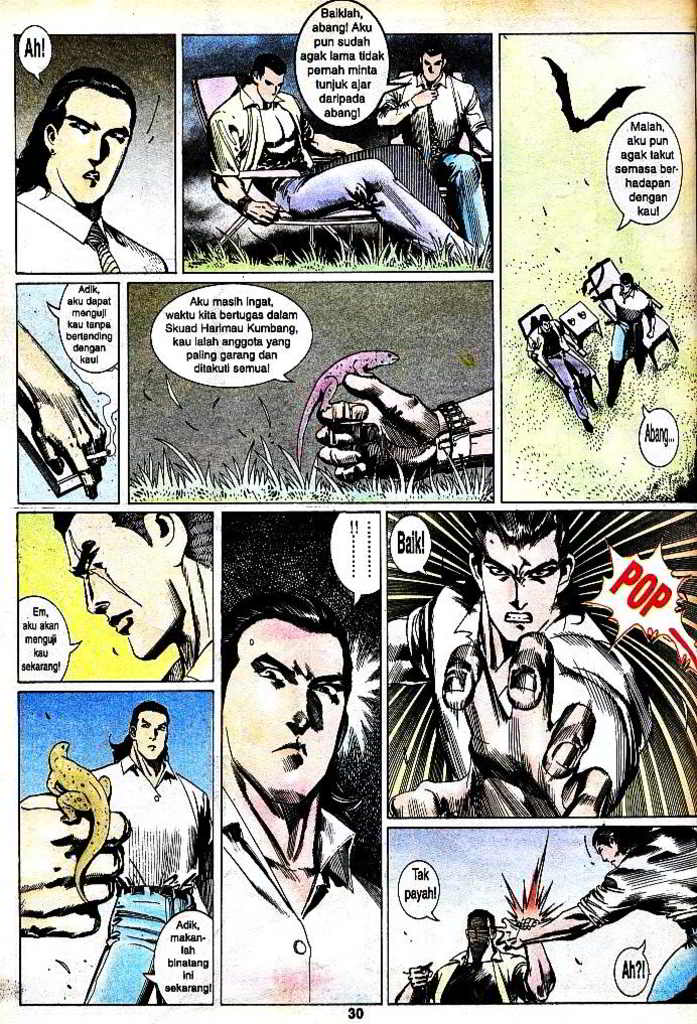 Ah!
Baiklah,
abang! Aku
pun sudah
agak lama tidak
pernah minta
tunjuk ajar
daripada
abang!
Malah,
aku pun
agak takut
semasa ber-
hadapan
dengan
kau!
Abang...
Adik,
aku dapat
menguji
kau tanpa
bertanding
dengan
kau!
Aku masih ingat,
waktu kita bertugas dalam
Skuad Harimau Kumbang,
kau ialah anggota yang
paling garang dan
ditakuti semua!
Em,
aku akan
menguji
kau
sekarang!
Adik,
makan-
lah
binatang
ini
sekarang!
!!
Baik!
POP
Tak
payah!
Ah?!
30